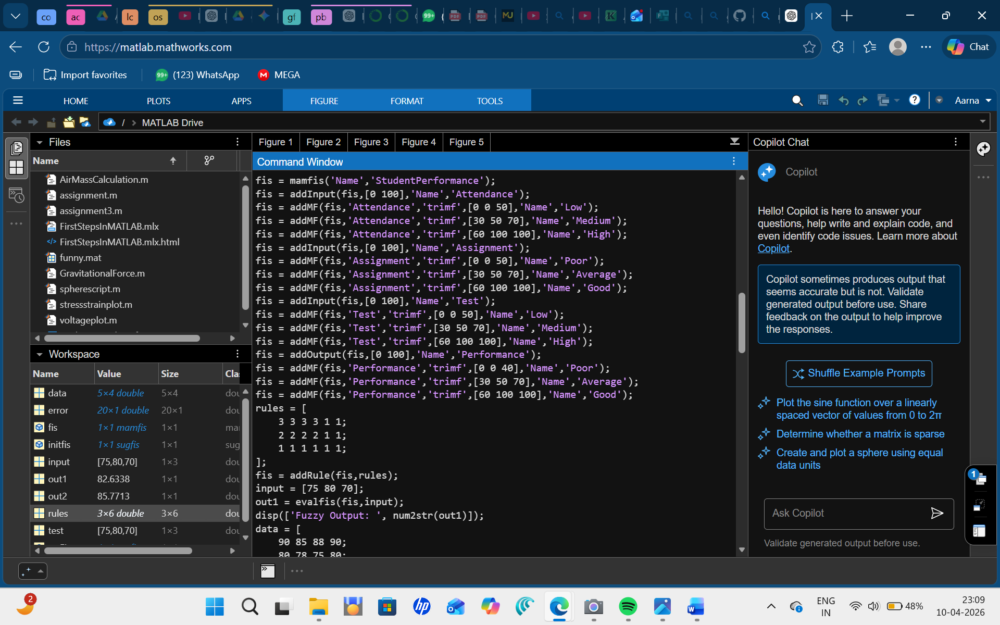 co
ac
lc
os
gf
pb
99+
MU
https://matlab.mathworks.com
Chat
Import favorites
99+ (123) WhatsApp
M MEGA
HOME
PLOTS
APPS
FIGURE
FORMAT
TOOLS
Aarna
/ > MATLAB Drive
Files
Name
AirMassCalculation.m
assignment.m
assignment3.m
FirstStepsInMATLAB.mlx
FirstStepsInMATLAB.mlx.html
funny.mat
GravitationalForce.m
spherescript.m
stressstrainplot.m
voltageplot.m
Workspace
Name Value Size Clas
data 5×4 double 5×4 dou
error 20×1 double 20×1 dou
fis 1×1 mamfis 1×1 mar
initfis 1×1 sugfis 1×1 sug
input [75,80,70] 1×3 dou
out1 82.6338 1×1 dou
out2 85.7713 1×1 dou
rules 3×6 double 3×6 dou
test [75,80,70] 1×3 dou
Figure 1 Figure 2 Figure 3 Figure 4 Figure 5
Command Window
fis = mamfis('Name','StudentPerformance');
fis = addInput(fis,[0 100],'Name','Attendance');
fis = addMF(fis,'Attendance','trimf',[0 0 50],'Name','Low');
fis = addMF(fis,'Attendance','trimf',[30 50 70],'Name','Medium');
fis = addMF(fis,'Attendance','trimf',[60 100 100],'Name','High');
fis = addInput(fis,[0 100],'Name','Assignment');
fis = addMF(fis,'Assignment','trimf',[0 0 50],'Name','Poor');
fis = addMF(fis,'Assignment','trimf',[30 50 70],'Name','Average');
fis = addMF(fis,'Assignment','trimf',[60 100 100],'Name','Good');
fis = addInput(fis,[0 100],'Name','Test');
fis = addMF(fis,'Test','trimf',[0 0 50],'Name','Low');
fis = addMF(fis,'Test','trimf',[30 50 70],'Name','Medium');
fis = addMF(fis,'Test','trimf',[60 100 100],'Name','High');
fis = addOutput(fis,[0 100],'Name','Performance');
fis = addMF(fis,'Performance','trimf',[0 0 40],'Name','Poor');
fis = addMF(fis,'Performance','trimf',[30 50 70],'Name','Average');
fis = addMF(fis,'Performance','trimf',[60 100 100],'Name','Good');
rules = [
3 3 3 3 1 1;
2 2 2 2 1 1;
1 1 1 1 1 1;
];
fis = addRule(fis,rules);
input = [75 80 70];
out1 = evalfis(fis,input);
disp(['Fuzzy Output: ', num2str(out1)]);
data = [
90 85 88 90;
80 78 75 80;
Copilot Chat
Copilot
Hello! Copilot is here to answer your
questions, help write and explain code, and
even identify code issues. Learn more about
Copilot.
Copilot sometimes produces output that
seems accurate but is not. Validate
generated output before use. Share
feedback on the output to help improve
the responses.
Shuffle Example Prompts
Plot the sine function over a linearly
spaced vector of values from 0 to 2π
Determine whether a matrix is sparse
Create and plot a sphere using equal
data units
1
Ask Copilot
Validate generated output before use.
2
hp
W
ENG
IN
48%
23:09
10-04-2026